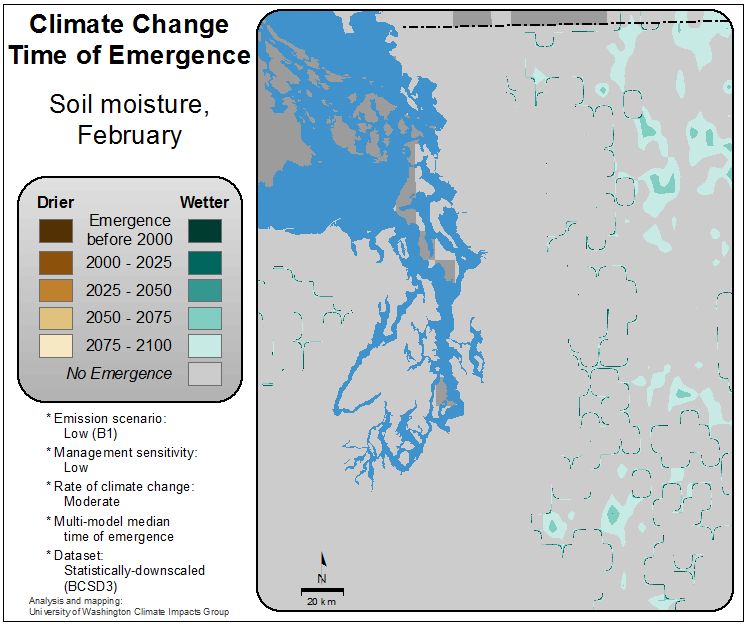 Climate Change
Time of Emergence
Soil moisture,
February
Drier Wetter
Emergence
before 2000
2000 - 2025
2025 - 2050
2050 - 2075
2075 - 2100
No Emergence
* Emission scenario:
Low (B1)
* Management sensitivity:
Low
* Rate of climate change:
Moderate
* Multi-model median
time of emergence
* Dataset:
Statistically-downscaled
(BCSD3)
Analysis and mapping:
University of Washington Climate Impacts Group
N
20 km